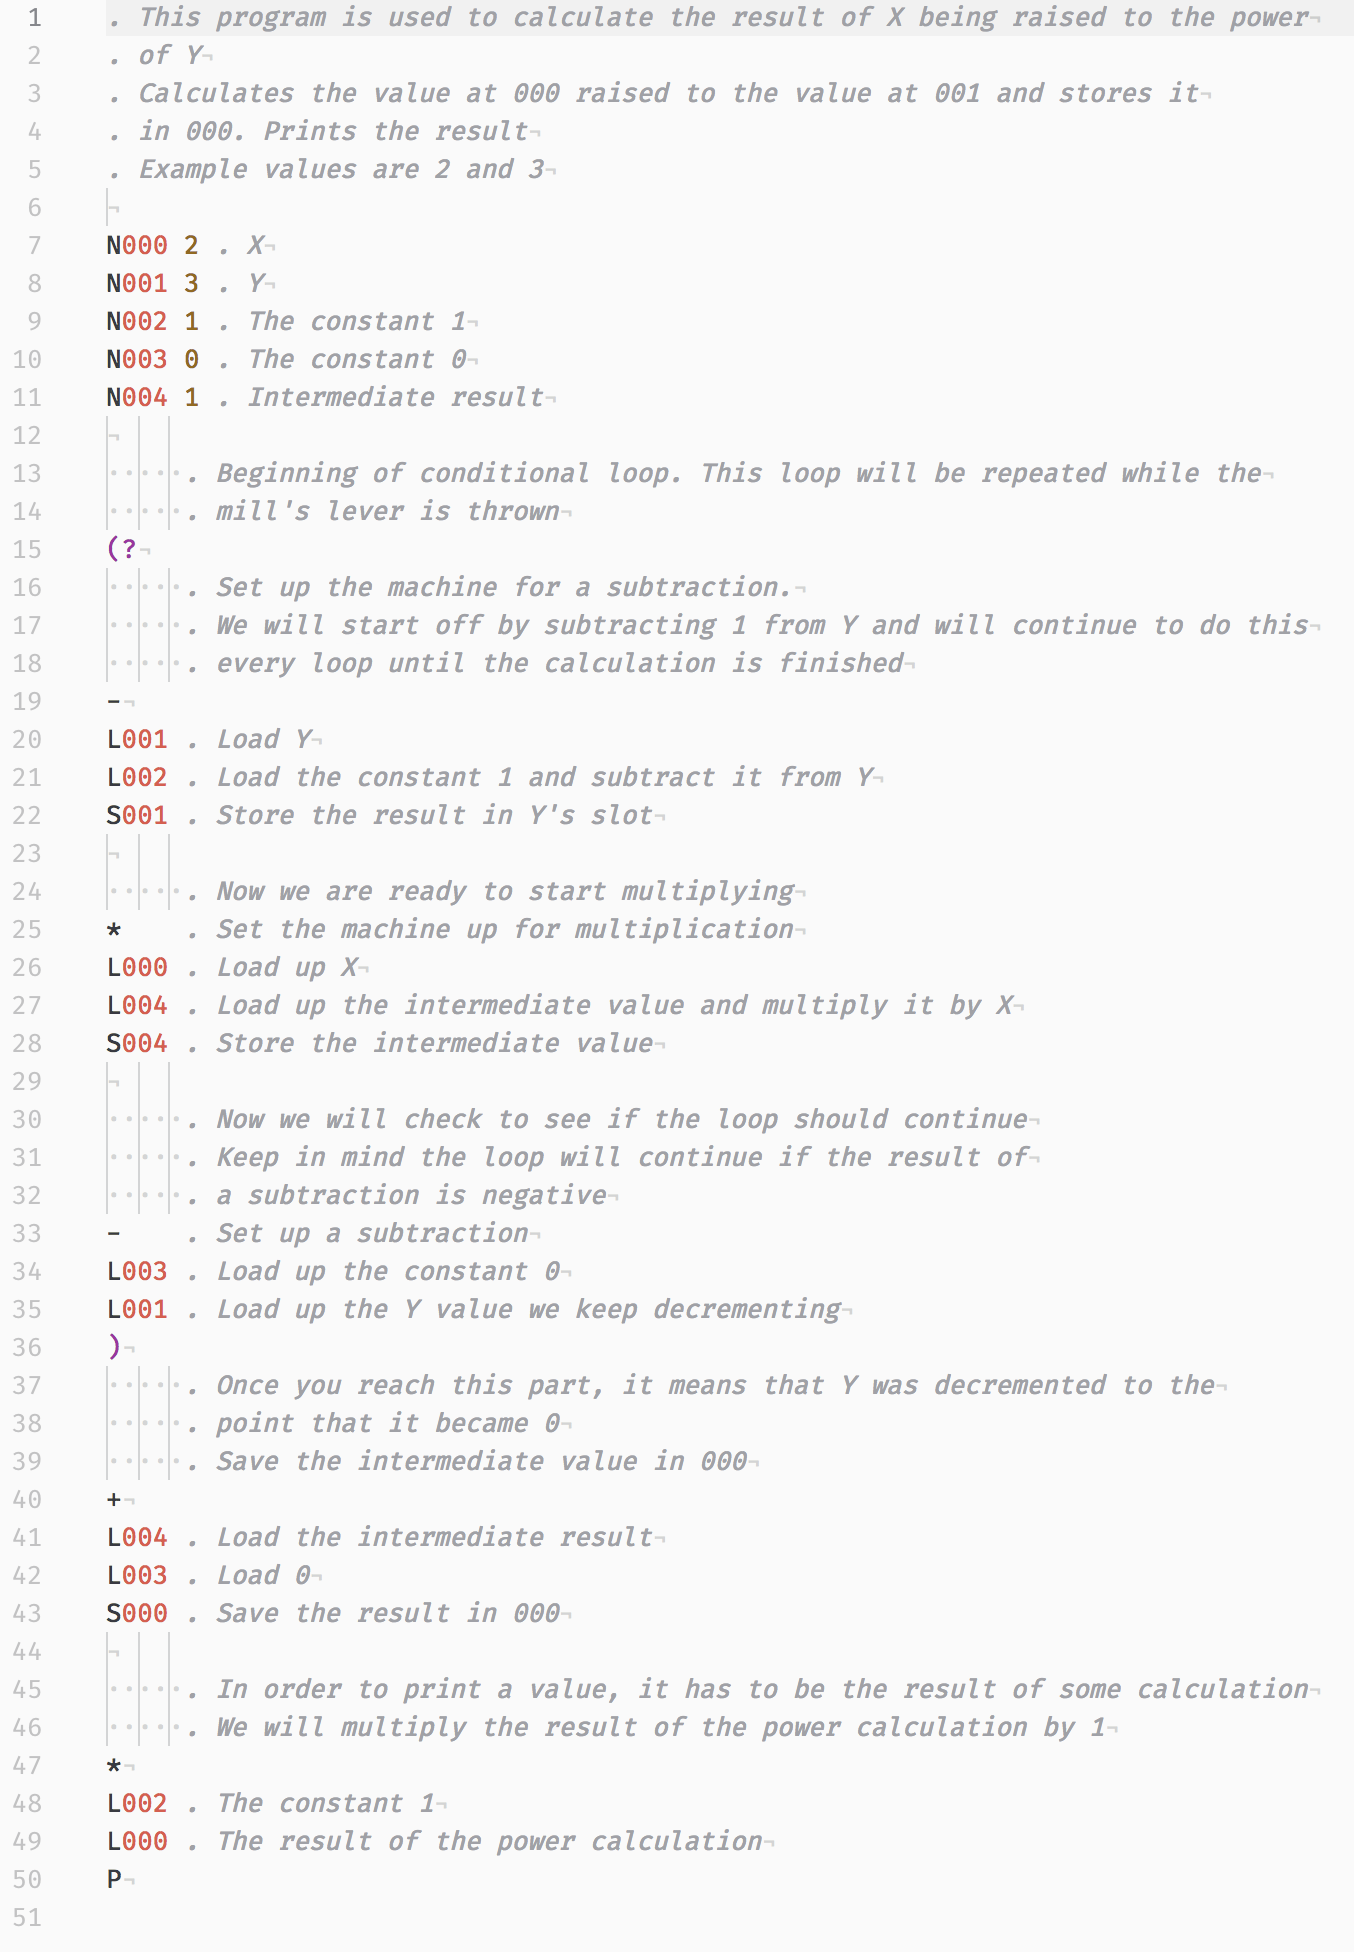 1 . This program is used to calculate the result of X being raised to the power¬
2 . of Y¬
3 . Calculates the value at 000 raised to the value at 001 and stores it¬
4 . in 000. Prints the result¬
5 . Example values are 2 and 3¬
6 ¬
7 N000 2 . X¬
8 N001 3 . Y¬
9 N002 1 . The constant 1¬
10 N003 0 . The constant 0¬
11 N004 1 . Intermediate result¬
12 ¬
13 ·····. Beginning of conditional loop. This loop will be repeated while the¬
14 ·····. mill's lever is thrown¬
15 (?¬
16 ·····. Set up the machine for a subtraction.¬
17 ·····. We will start off by subtracting 1 from Y and will continue to do this¬
18 ·····. every loop until the calculation is finished¬
19 -¬
20 L001 . Load Y¬
21 L002 . Load the constant 1 and subtract it from Y¬
22 S001 . Store the result in Y's slot¬
23 ¬
24 ·····. Now we are ready to start multiplying¬
25 *    . Set the machine up for multiplication¬
26 L000 . Load up X¬
27 L004 . Load up the intermediate value and multiply it by X¬
28 S004 . Store the intermediate value¬
29 ¬
30 ·····. Now we will check to see if the loop should continue¬
31 ·····. Keep in mind the loop will continue if the result of¬
32 ·····. a subtraction is negative¬
33 -    . Set up a subtraction¬
34 L003 . Load up the constant 0¬
35 L001 . Load up the Y value we keep decrementing¬
36 )¬
37 ·····. Once you reach this part, it means that Y was decremented to the¬
38 ·····. point that it became 0¬
39 ·····. Save the intermediate value in 000¬
40 +¬
41 L004 . Load the intermediate result¬
42 L003 . Load 0¬
43 S000 . Save the result in 000¬
44 ¬
45 ·····. In order to print a value, it has to be the result of some calculation¬
46 ·····. We will multiply the result of the power calculation by 1¬
47 *¬
48 L002 . The constant 1¬
49 L000 . The result of the power calculation¬
50 P¬
51